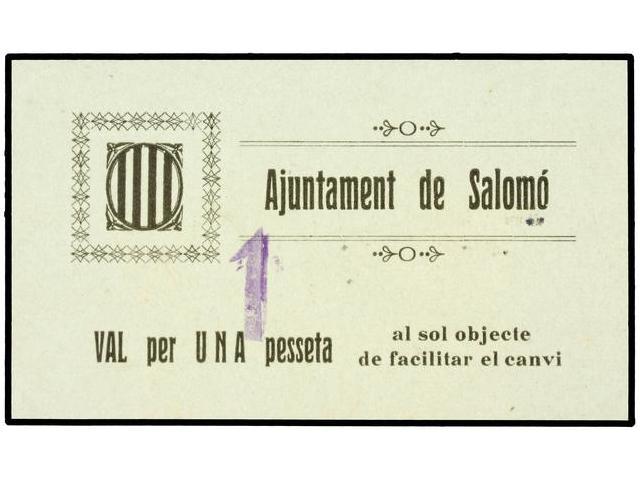 Ajuntament de Salomó
1
VAL per UNA pesseta
al sol objecte
de facilitar el canvi